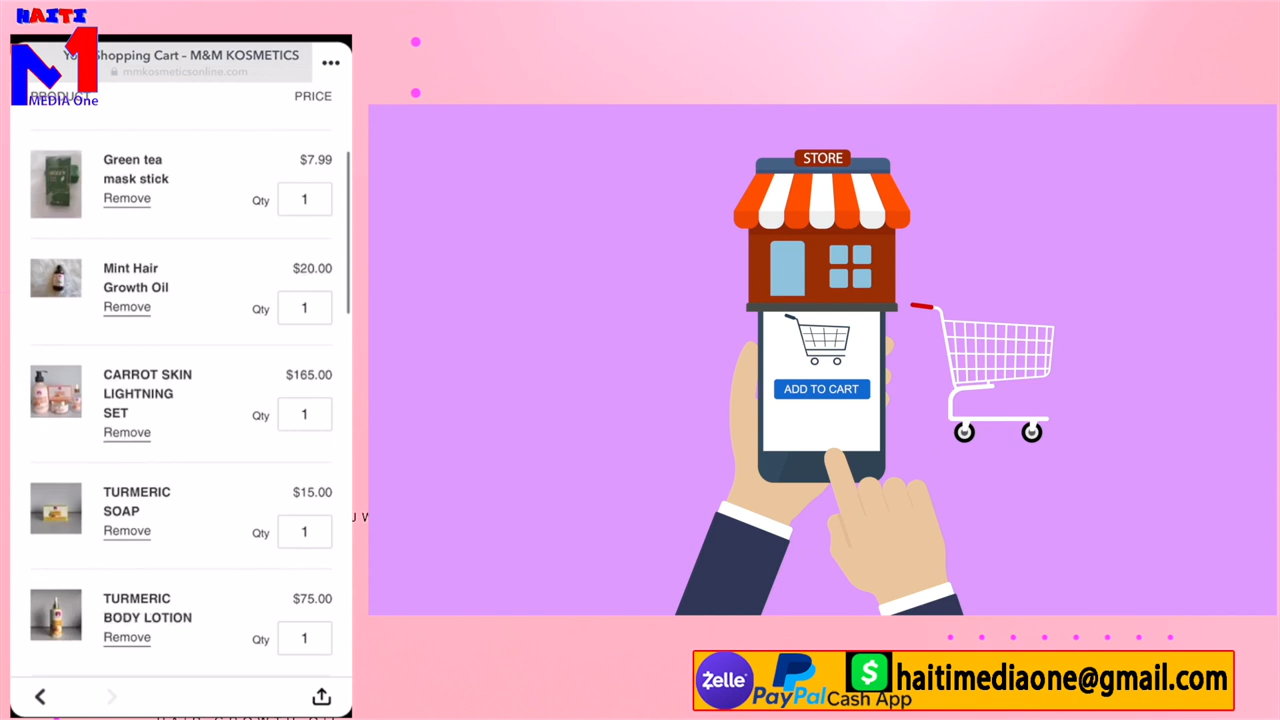 HAITI
M1
MEDIA One
Shopping Cart – M&M KOSMETICS
mmkosmeticsonline.com
PRODUCT
PRICE
Green tea
mask stick
$7.99
Remove
Qty
1
Mint Hair
Growth Oil
$20.00
Remove
Qty
1
CARROT SKIN
LIGHTNING
SET
$165.00
Remove
Qty
1
TURMERIC
SOAP
$15.00
Remove
Qty
1
TURMERIC
BODY LOTION
$75.00
Remove
Qty
1
STORE
ADD TO CART
Zelle
PayPal
$
Cash App
haitimediaone@gmail.com